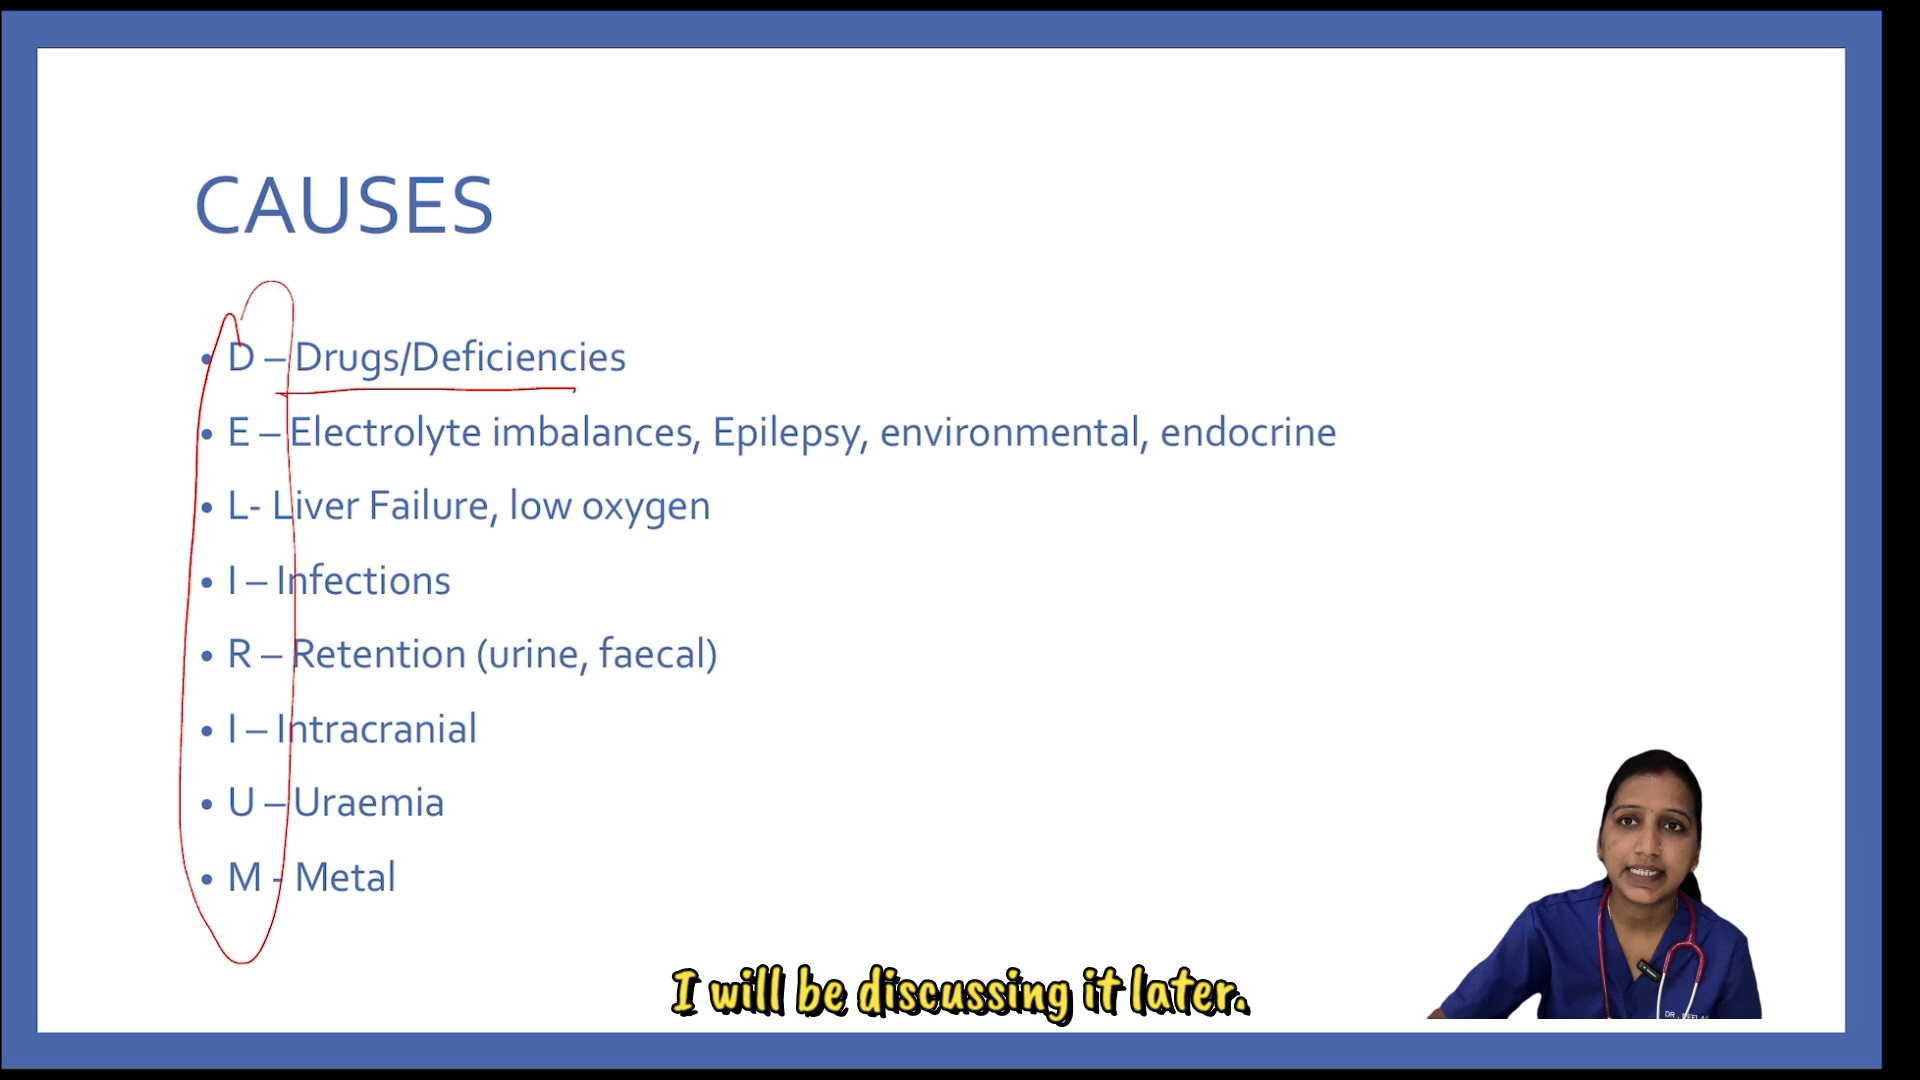 CAUSES
• D – Drugs/Deficiencies
• E – Electrolyte imbalances, Epilepsy, environmental, endocrine
• L- Liver Failure, low oxygen
• I – Infections
• R – Retention (urine, faecal)
• I – Intracranial
• U – Uraemia
• M - Metal
I will be discussing it later.
DR.